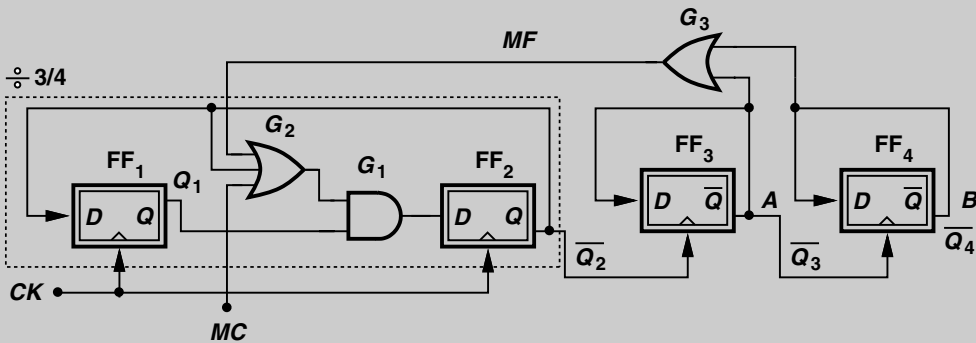 G3
MF
÷ 3/4
G2
FF1
Q1
G1
FF2
FF3
FF4
D Q
D Q
D Q̅
D Q̅
A
B
Q̅2
Q̅3
Q̅4
CK
MC